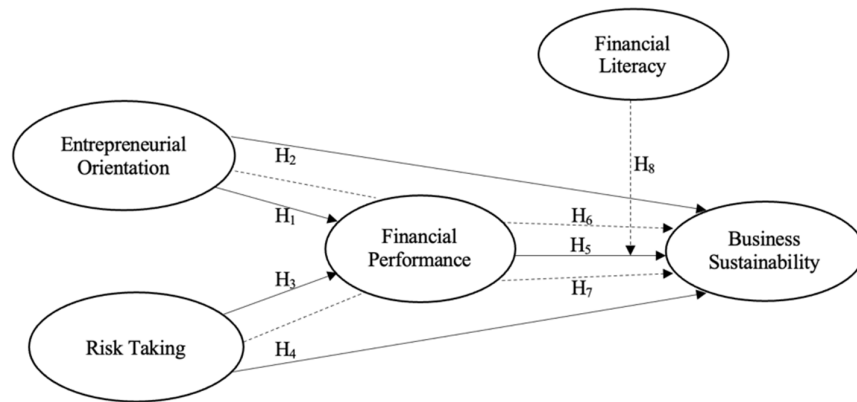 Financial
Literacy
Entrepreneurial
Orientation
H2
H8
H1
H6
Financial
Performance
H5
Business
Sustainability
H3
H7
Risk Taking
H4